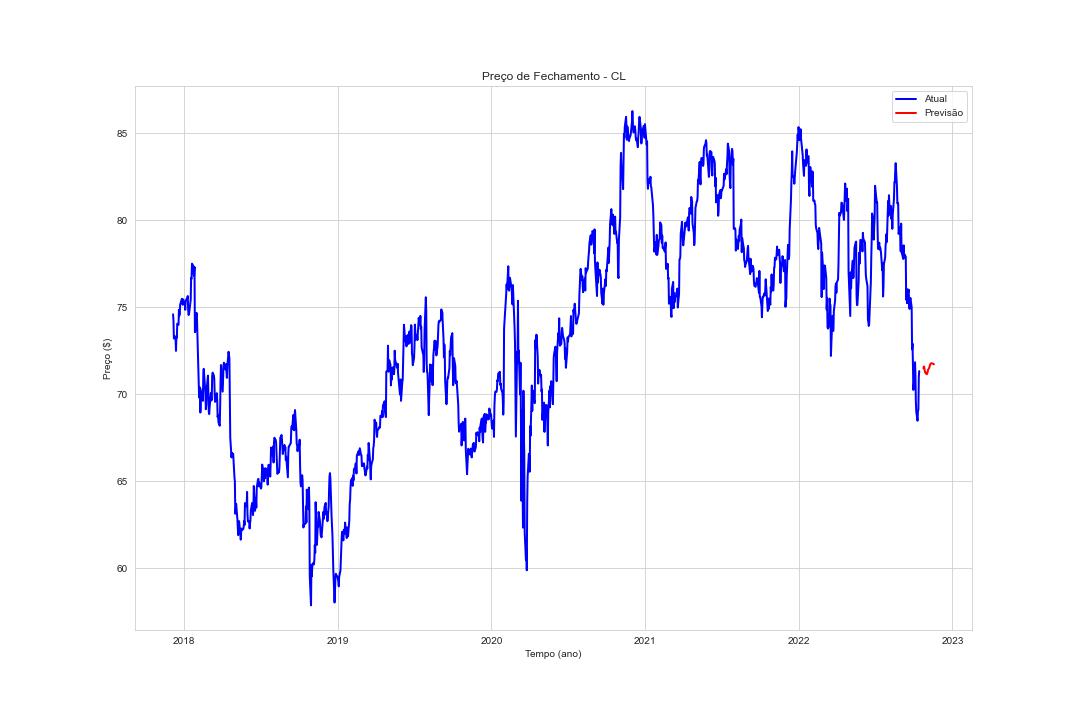 Preço de Fechamento - CL
Atual
Previsão
Preço ($)
85
80
75
70
65
60
2018 2019 2020 2021 2022 2023
Tempo (ano)